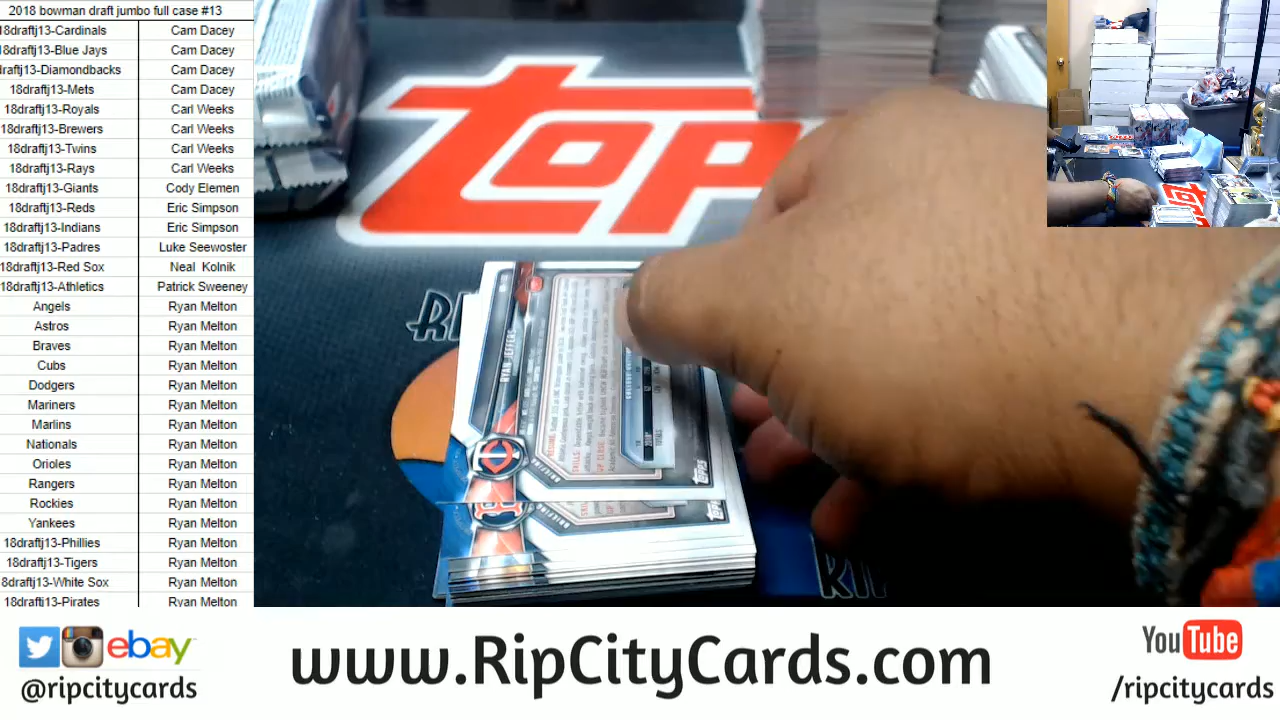 2018 bowman draft jumbo full case #13
18draftj13-Cardinals Cam Dacey
18draftj13-Blue Jays Cam Dacey
raftj13-Diamondbacks Cam Dacey
18draftj13-Mets Cam Dacey
18draftj13-Royals Carl Weeks
18draftj13-Brewers Carl Weeks
18draftj13-Twins Carl Weeks
18draftj13-Rays Carl Weeks
18draftj13-Giants Cody Elemen
18draftj13-Reds Eric Simpson
18draftj13-Indians Eric Simpson
18draftj13-Padres Luke Seewoster
18draftj13-Red Sox Neal Kolnik
18draftj13-Athletics Patrick Sweeney
Angels Ryan Melton
Astros Ryan Melton
Braves Ryan Melton
Cubs Ryan Melton
Dodgers Ryan Melton
Mariners Ryan Melton
Marlins Ryan Melton
Nationals Ryan Melton
Orioles Ryan Melton
Rangers Ryan Melton
Rockies Ryan Melton
Yankees Ryan Melton
18draftj13-Phillies Ryan Melton
18draftj13-Tigers Ryan Melton
8draftj13-White Sox Ryan Melton
18draftj13-Pirates Ryan Melton
TOPP
RI
RYAN JEFFERS
TOPPS
RIP
ebay
@ripcitycards
www.RipCityCards.com
YouTube
/ripcitycards